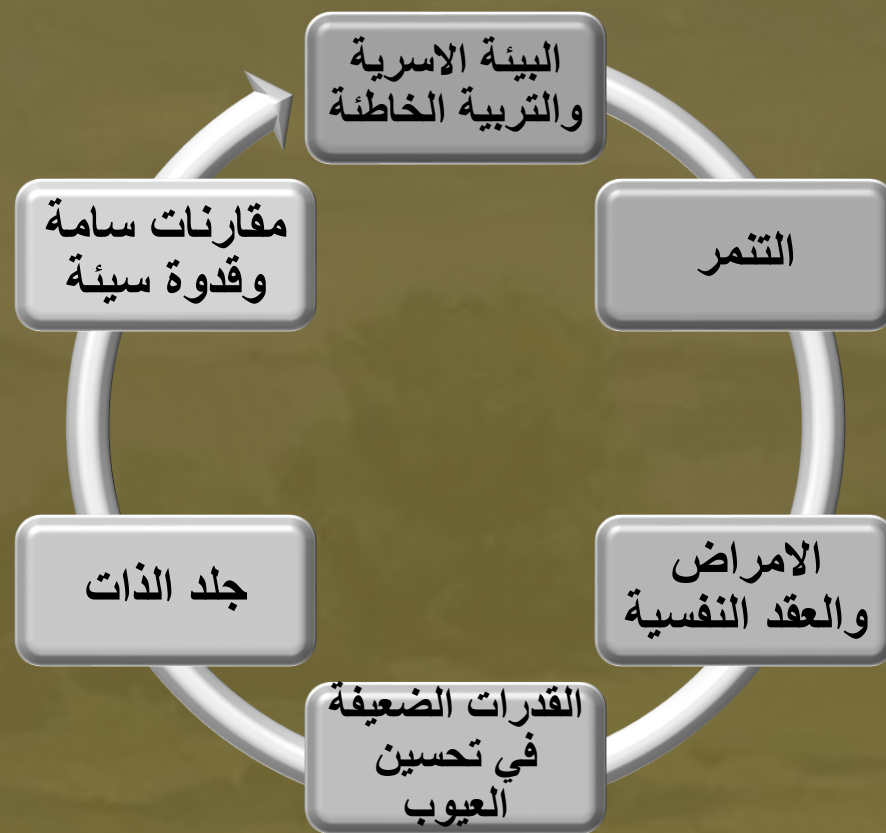 البيئة الاسرية
والتربية الخاطئة
التنمر
الامراض
والعقد النفسية
القدرات الضعيفة
في تحسين
العيوب
جلد الذات
مقارنات سامة
وقدوة سيئة